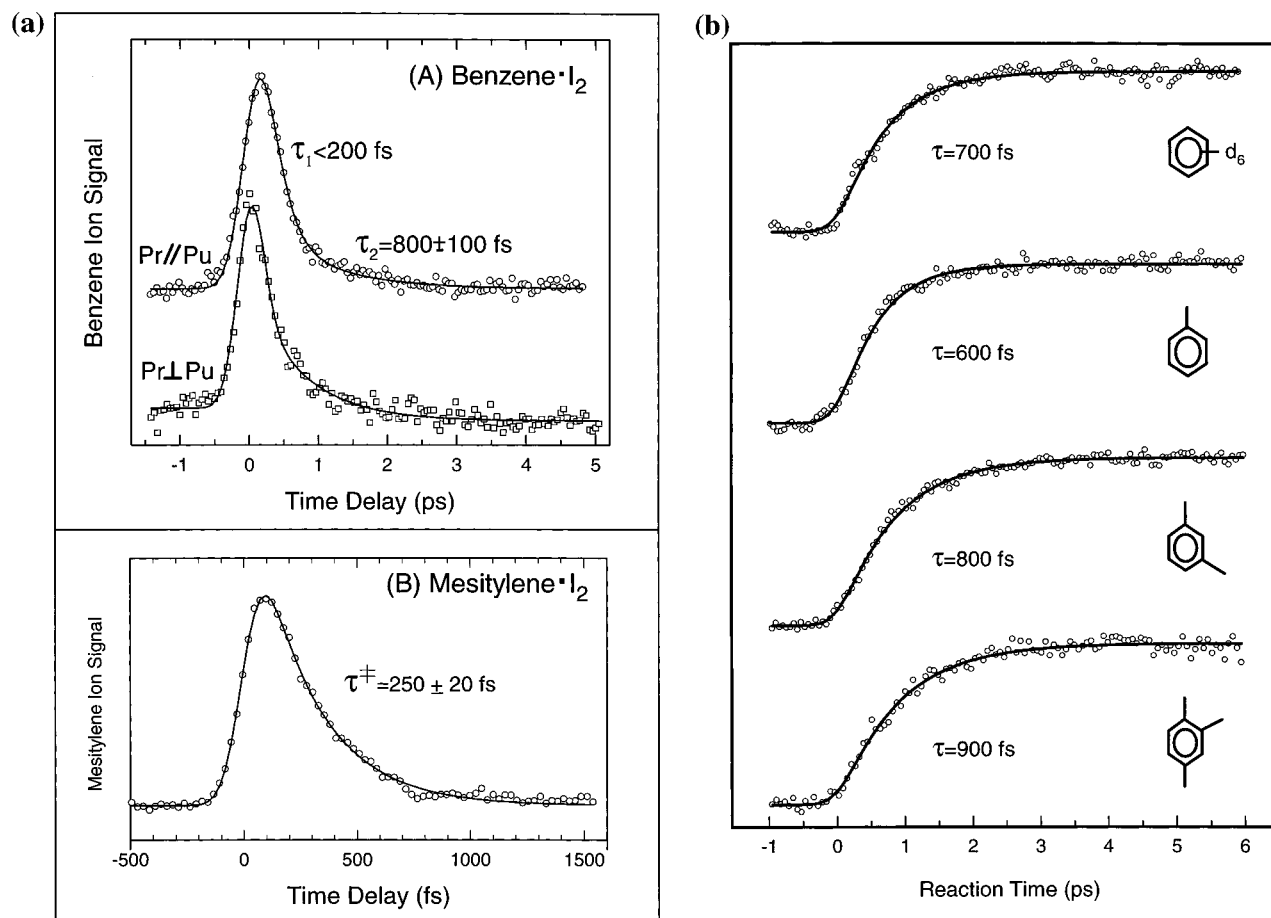 (a)
(A) Benzene·I2
τ1<200 fs
τ2=800±100 fs
Pr//Pu
Pr⊥Pu
Benzene Ion Signal
-1 0 1 2 3 4 5
Time Delay (ps)
(B) Mesitylene·I2
τ‡=250 ± 20 fs
Mesitylene Ion Signal
-500 0 500 1000 1500
Time Delay (fs)
(b)
τ=700 fs
d6
τ=600 fs
τ=800 fs
τ=900 fs
-1 0 1 2 3 4 5 6
Reaction Time (ps)